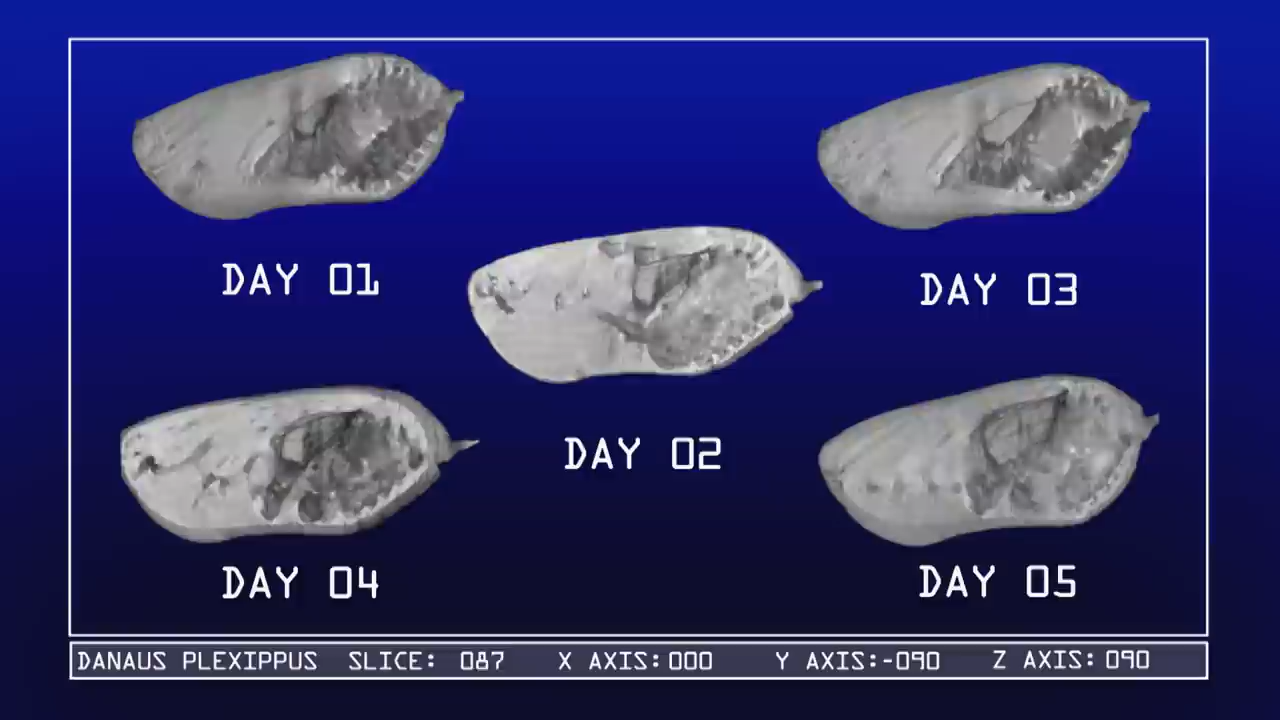 DAY 01
DAY 03
DAY 02
DAY 04
DAY 05
DANAUS PLEXIPPUS SLICE: 087 X AXIS:000 Y AXIS:-090 Z AXIS: 090